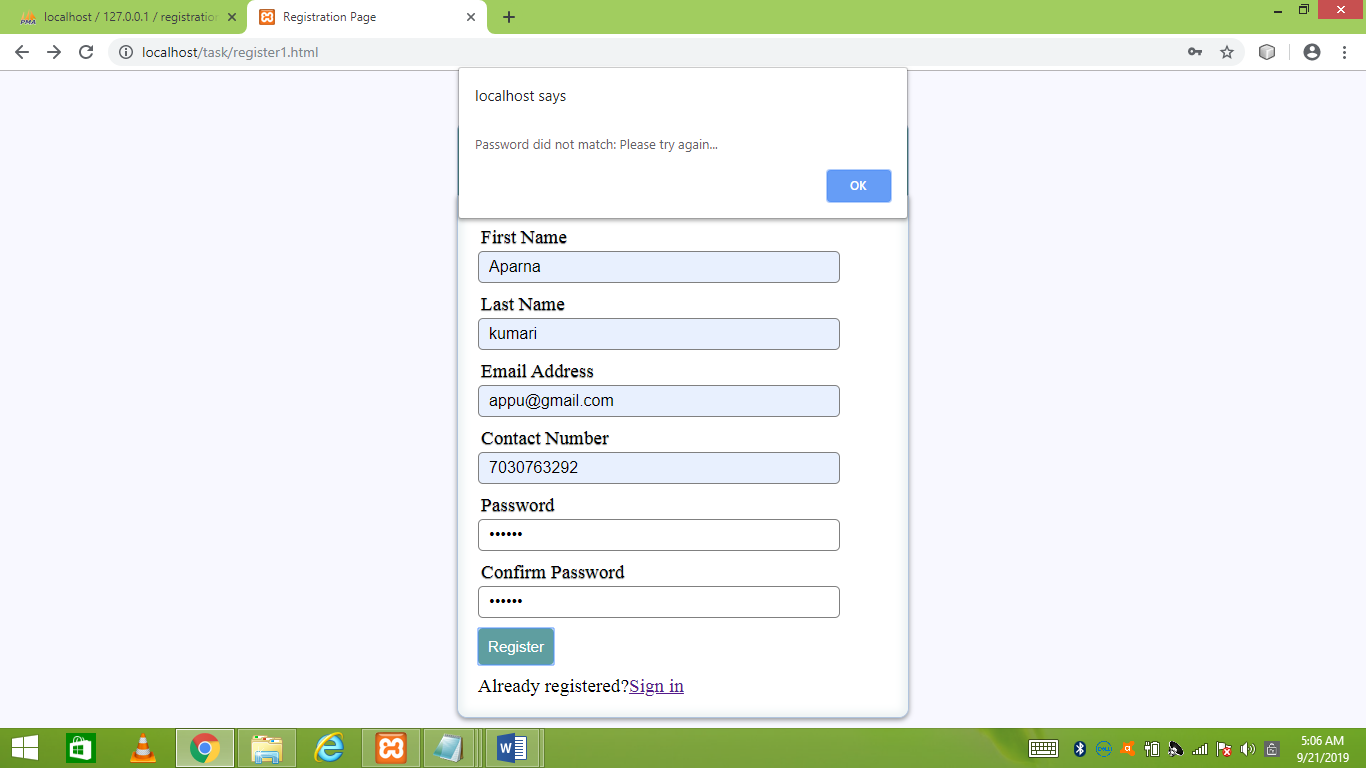 localhost / 127.0.0.1 / registration
Registration Page
localhost/task/register1.html
localhost says
Password did not match: Please try again...
OK
First Name
Aparna
Last Name
kumari
Email Address
appu@gmail.com
Contact Number
7030763292
Password
••••••
Confirm Password
••••••
Register
Already registered?Sign in
5:06 AM
9/21/2019